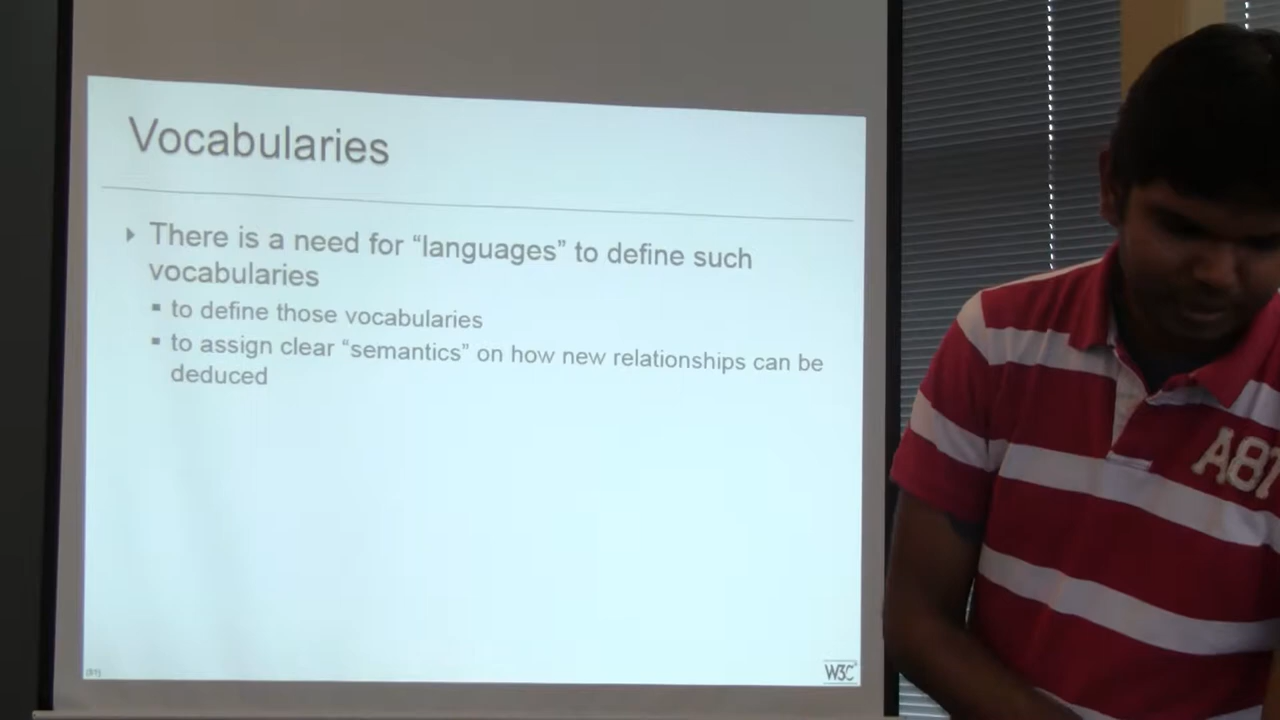 Vocabularies
There is a need for “languages” to define such
vocabularies
to define those vocabularies
to assign clear “semantics” on how new relationships can be
deduced
W3C
A87